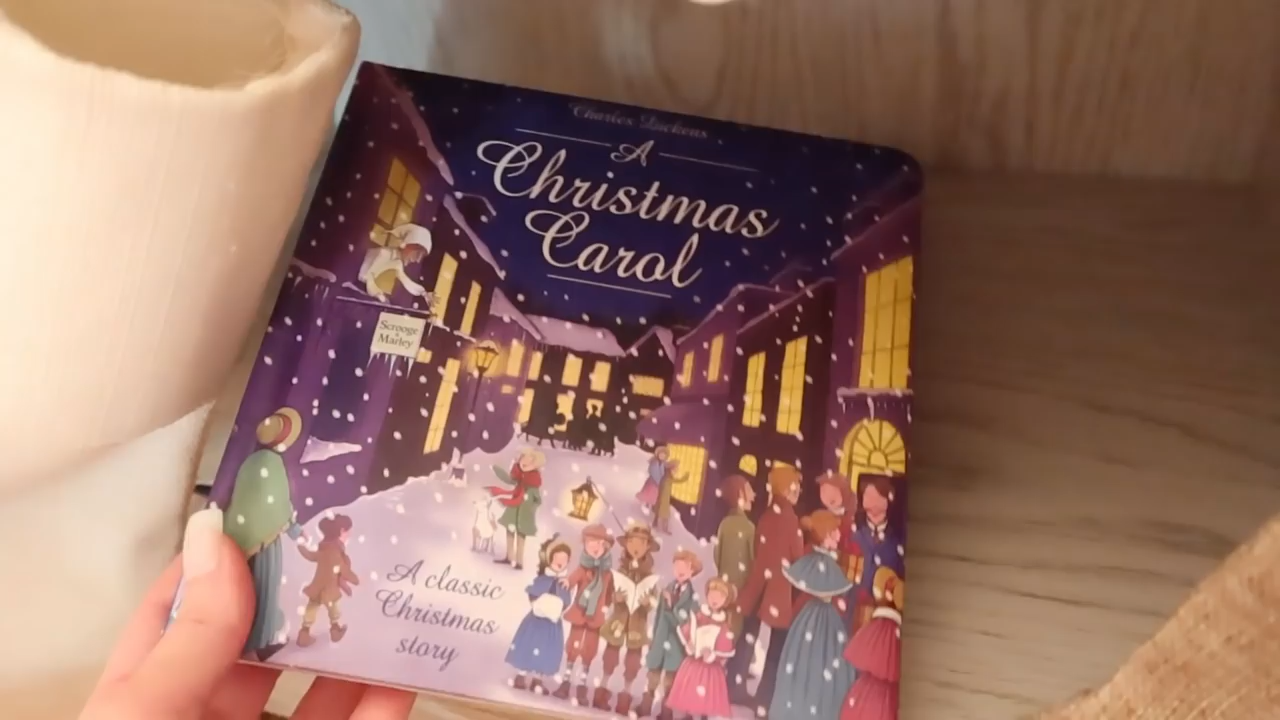 Charles Dickens
A
Christmas
Carol
Scrooge
&
Marley
A classic
Christmas
story